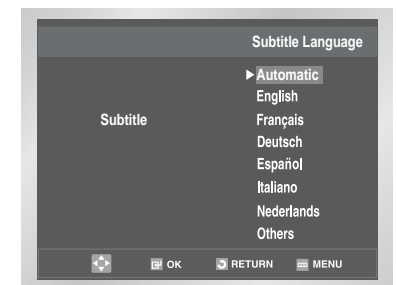 Subtitle Language
Automatic
English
Subtitle
Français
Deutsch
Español
Italiano
Nederlands
Others
OK
RETURN
MENU